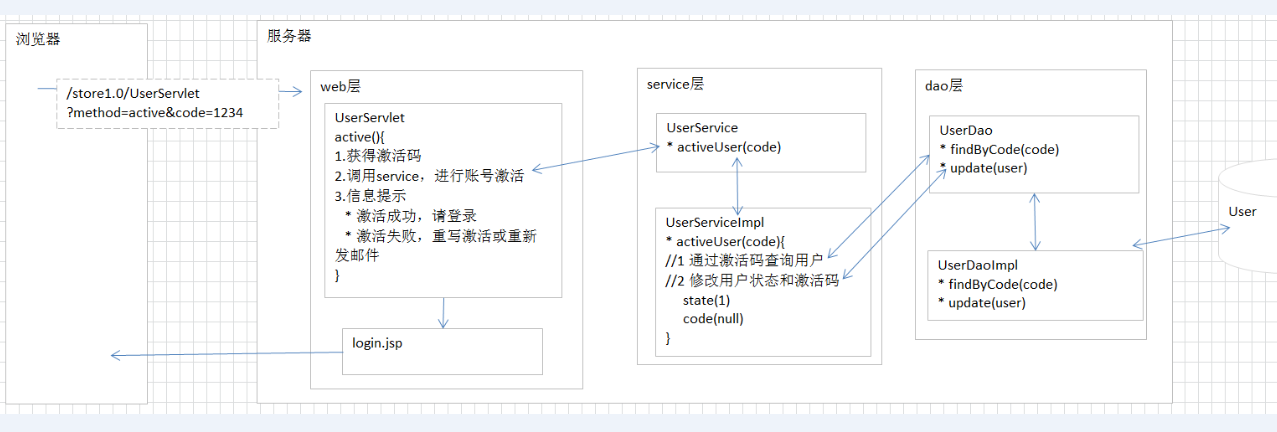 浏览器
/store1.0/UserServlet
?method=active&code=1234
服务器
web层
UserServlet
active(){
1.获得激活码
2.调用service，进行账号激活
3.信息提示
* 激活成功，请登录
* 激活失败，重写激活或重新
发邮件
}
login.jsp
service层
UserService
* activeUser(code)
UserServiceImpl
* activeUser(code){
//1 通过激活码查询用户
//2 修改用户状态和激活码
state(1)
code(null)
}
dao层
UserDao
* findByCode(code)
* update(user)
UserDaoImpl
* findByCode(code)
* update(user)
User